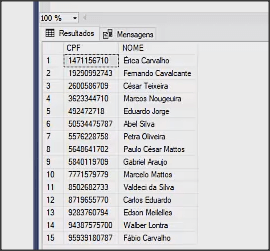 100 %
Resultados Mensagens
CPF NOME
1 1471156710 Érica Carvalho
2 19290992743 Fernando Cavalcante
3 2600586709 César Teixeira
4 3623344710 Marcos Nougeuira
5 492472718 Eduardo Jorge
6 50534475787 Abel Silva
7 5576228758 Petra Oliveira
8 5648641702 Paulo César Mattos
9 5840119709 Gabriel Araujo
10 7771579779 Marcelo Mattos
11 8502682733 Valdeci da Silva
12 8719655770 Carlos Eduardo
13 9283760794 Edson Meilelles
14 94387575700 Walber Lontra
15 95939180787 Fábio Carvalho